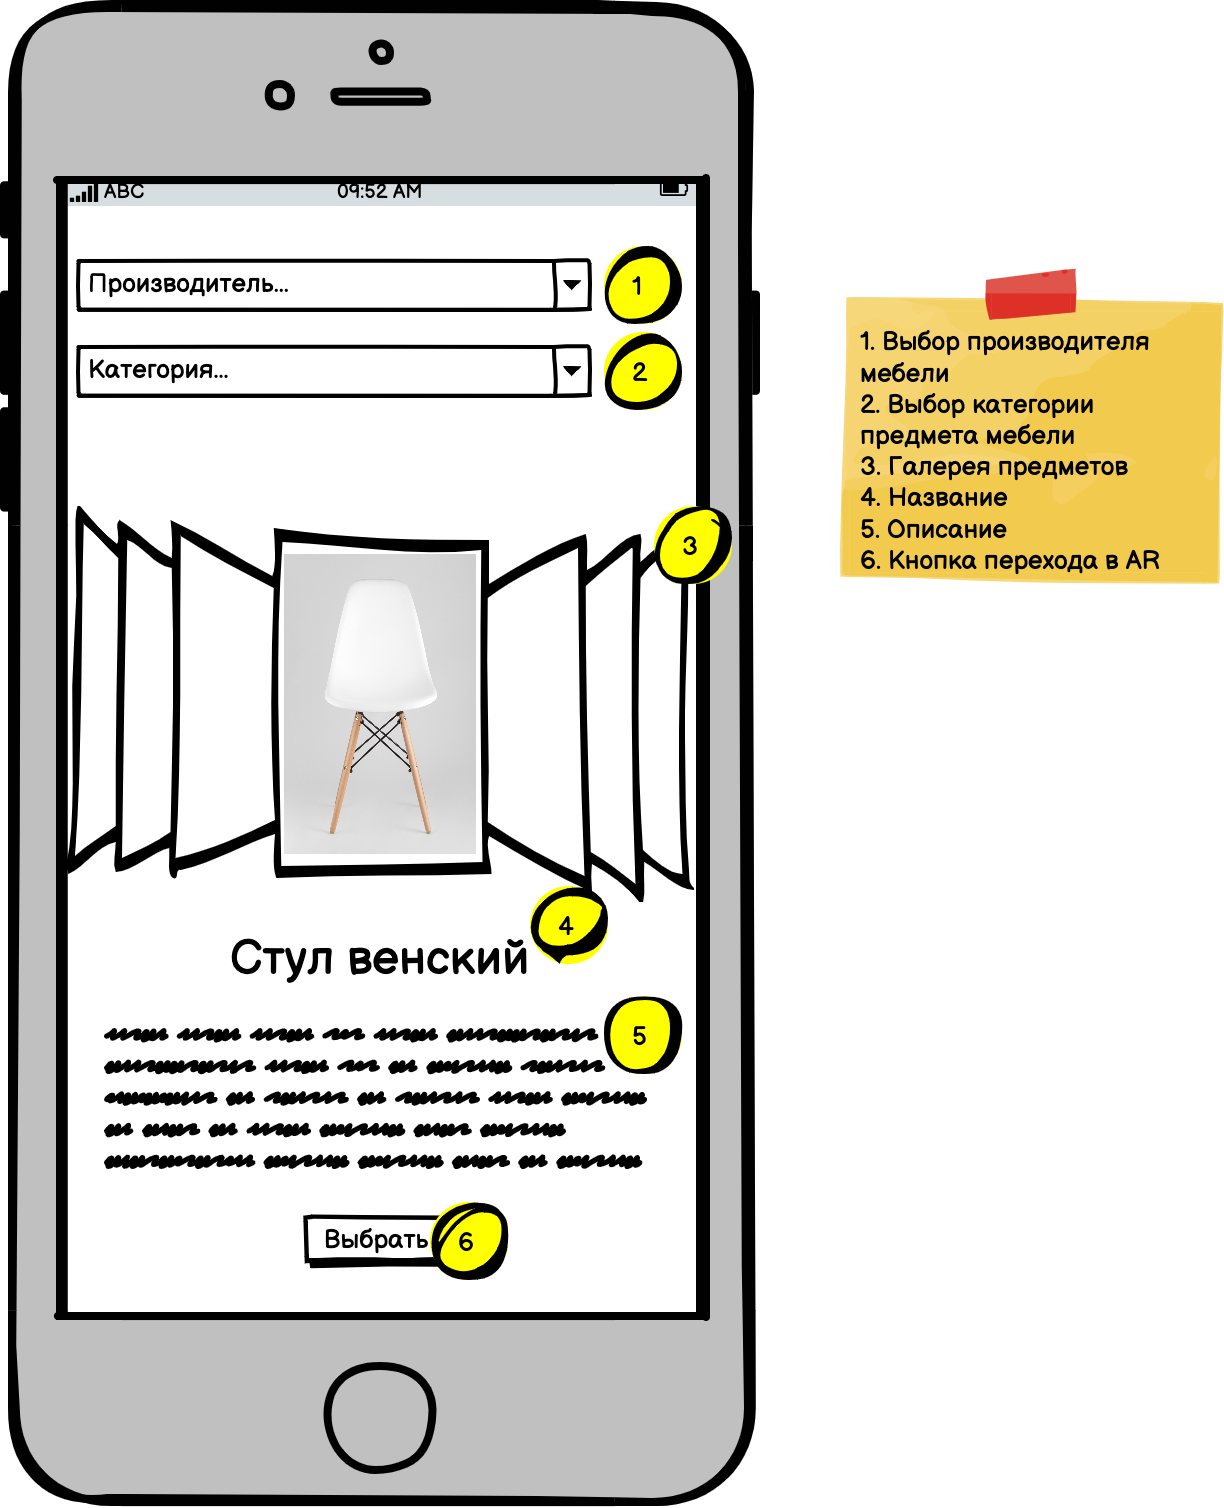 ABC 09:52 AM
Производитель...
1
Категория...
2
3
4
Стул венский
5
Выбрать
6
1. Выбор производителя
мебели
2. Выбор категории
предмета мебели
3. Галерея предметов
4. Название
5. Описание
6. Кнопка перехода в AR